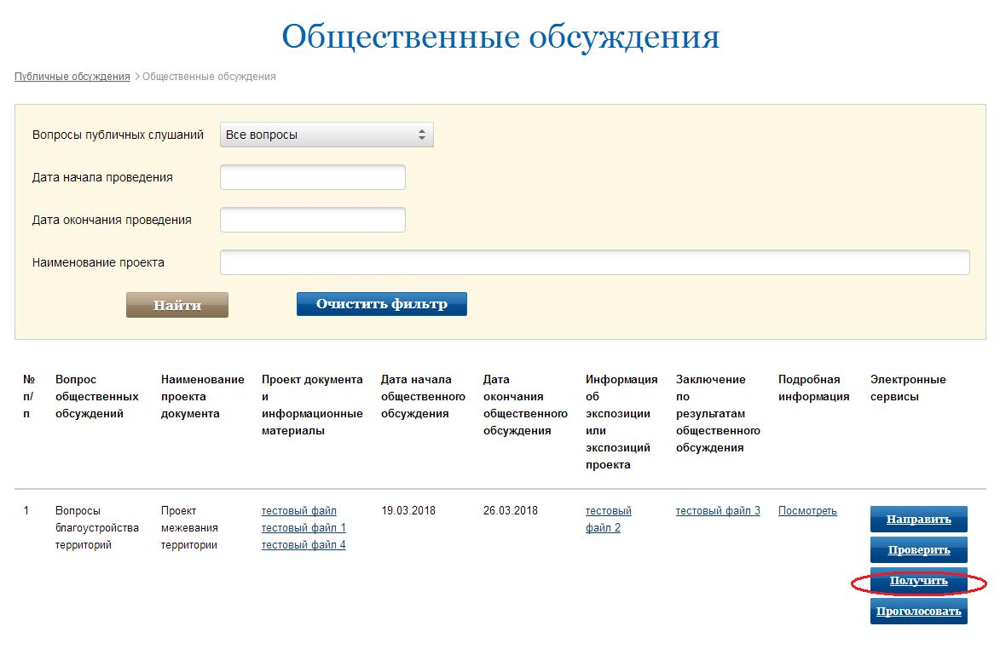 Общественные обсуждения
Публичные обсуждения > Общественные обсуждения
Вопросы публичных слушаний
Все вопросы
Дата начала проведения
Дата окончания проведения
Наименование проекта
Найти
Очистить фильтр
№
п/
п
Вопрос
общественных
обсуждений
Наименование
проекта
документа
Проект документа
и
информационные
материалы
Дата начала
общественного
обсуждения
Дата
окончания
общественного
обсуждения
Информация
об
экспозиции
или
экспозиций
проекта
Заключение
по
результатам
общественного
обсуждения
Подробная
информация
Электронные
сервисы
1
Вопросы
благоустройства
территорий
Проект
межевания
территории
тестовый файл
тестовый файл 1
тестовый файл 4
19.03.2018
26.03.2018
тестовый
файл 2
тестовый файл 3
Посмотреть
Направить
Проверить
Получить
Проголосовать